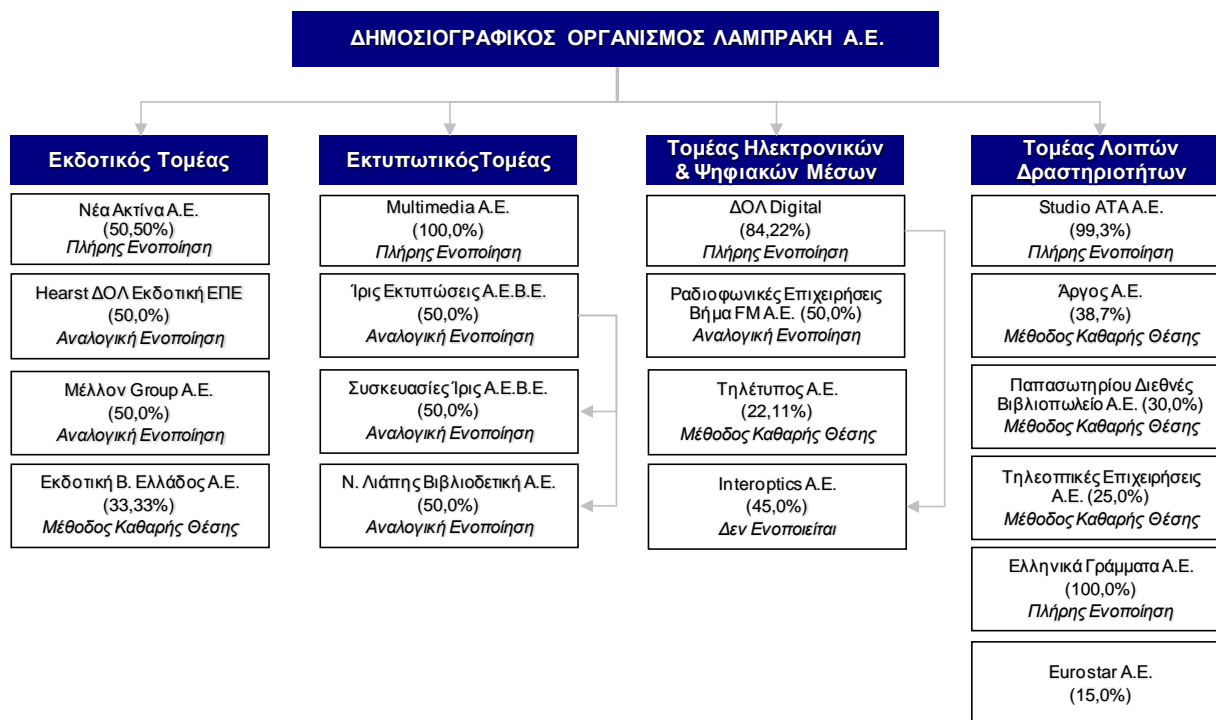 ΔΗΜΟΣΙΟΓΡΑΦΙΚΟΣ ΟΡΓΑΝΙΣΜΟΣ ΛΑΜΠΡΑΚΗ Α.Ε.
Εκδοτικός Τομέας
Νέα Ακτίνα Α.Ε.
(50,50%)
Πλήρης Ενοποίηση
Hearst ΔΟΛ Εκδοτική ΕΠΕ
(50,0%)
Αναλογική Ενοποίηση
Μέλλον Group Α.Ε.
(50,0%)
Αναλογική Ενοποίηση
Εκδοτική Β. Ελλάδος Α.Ε.
(33,33%)
Μέθοδος Καθαρής Θέσης
Εκτυπωτικός Τομέας
Multimedia Α.Ε.
(100,0%)
Πλήρης Ενοποίηση
Ίρις Εκτυπώσεις Α.Ε.Β.Ε.
(50,0%)
Αναλογική Ενοποίηση
Συσκευασίες Ίρις Α.Ε.Β.Ε.
(50,0%)
Αναλογική Ενοποίηση
Ν. Λιάπης Βιβλιοδετική Α.Ε.
(50,0%)
Αναλογική Ενοποίηση
Τομέας Ηλεκτρονικών
& Ψηφιακών Μέσων
ΔΟΛ Digital
(84,22%)
Πλήρης Ενοποίηση
Ραδιοφωνικές Επιχειρήσεις
Βήμα FM Α.Ε. (50,0%)
Αναλογική Ενοποίηση
Τηλέτυπος Α.Ε.
(22,11%)
Μέθοδος Καθαρής Θέσης
Interoptics Α.Ε.
(45,0%)
Δεν Ενοποιείται
Τομέας Λοιπών
Δραστηριοτήτων
Studio ATA Α.Ε.
(99,3%)
Πλήρης Ενοποίηση
Άργος Α.Ε.
(38,7%)
Μέθοδος Καθαρής Θέσης
Παπασωτηρίου Διεθνές
Βιβλιοπωλείο Α.Ε. (30,0%)
Μέθοδος Καθαρής Θέσης
Τηλεοπτικές Επιχειρήσεις
Α.Ε. (25,0%)
Μέθοδος Καθαρής Θέσης
Ελληνικά Γράμματα Α.Ε.
(100,0%)
Πλήρης Ενοποίηση
Eurostar Α.Ε.
(15,0%)